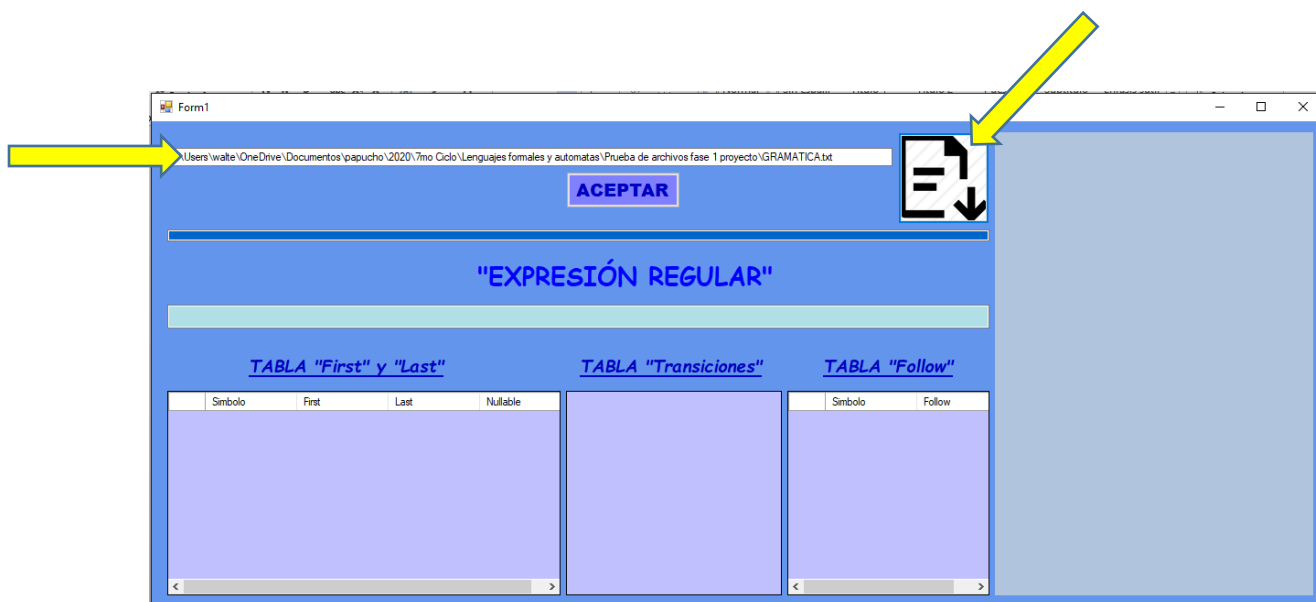 Form1
\Users\walte\OneDrive\Documentos\papucho\2020\7mo Ciclo\Lenguajes formales y automatas\Prueba de archivos fase 1 proyecto\GRAMATICA.txt
ACEPTAR
"EXPRESIÓN REGULAR"
TABLA "First" y "Last"
TABLA "Transiciones"
TABLA "Follow"
Simbolo First Last Nullable
Simbolo Follow